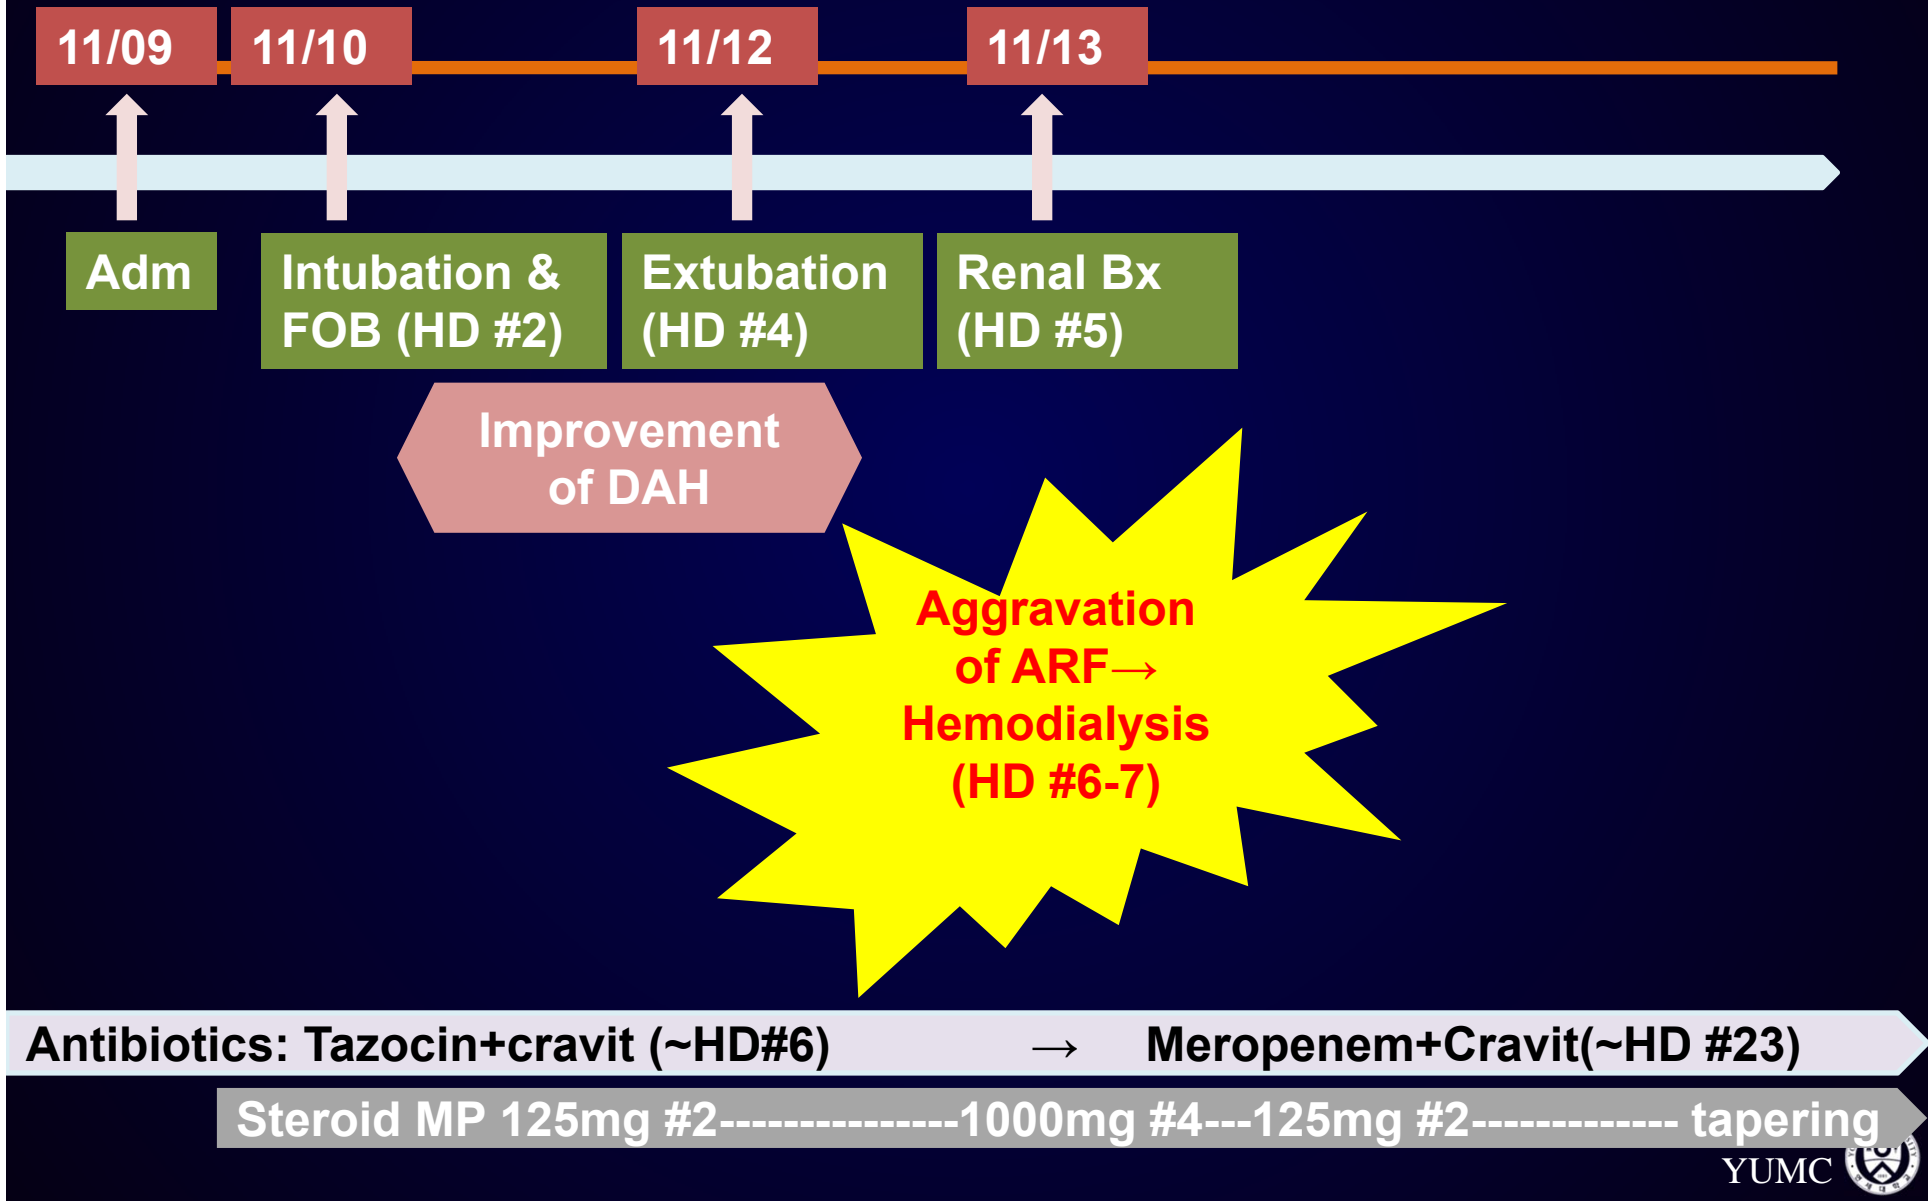 11/09
11/10
11/12
11/13
Adm
Intubation &
FOB (HD #2)
Extubation
(HD #4)
Renal Bx
(HD #5)
Improvement
of DAH
Aggravation
of ARF→
Hemodialysis
(HD #6-7)
Antibiotics: Tazocin+cravit (~HD#6) → Meropenem+Cravit(~HD #23)
Steroid MP 125mg #2---------------1000mg #4---125mg #2------------- tapering
YUMC